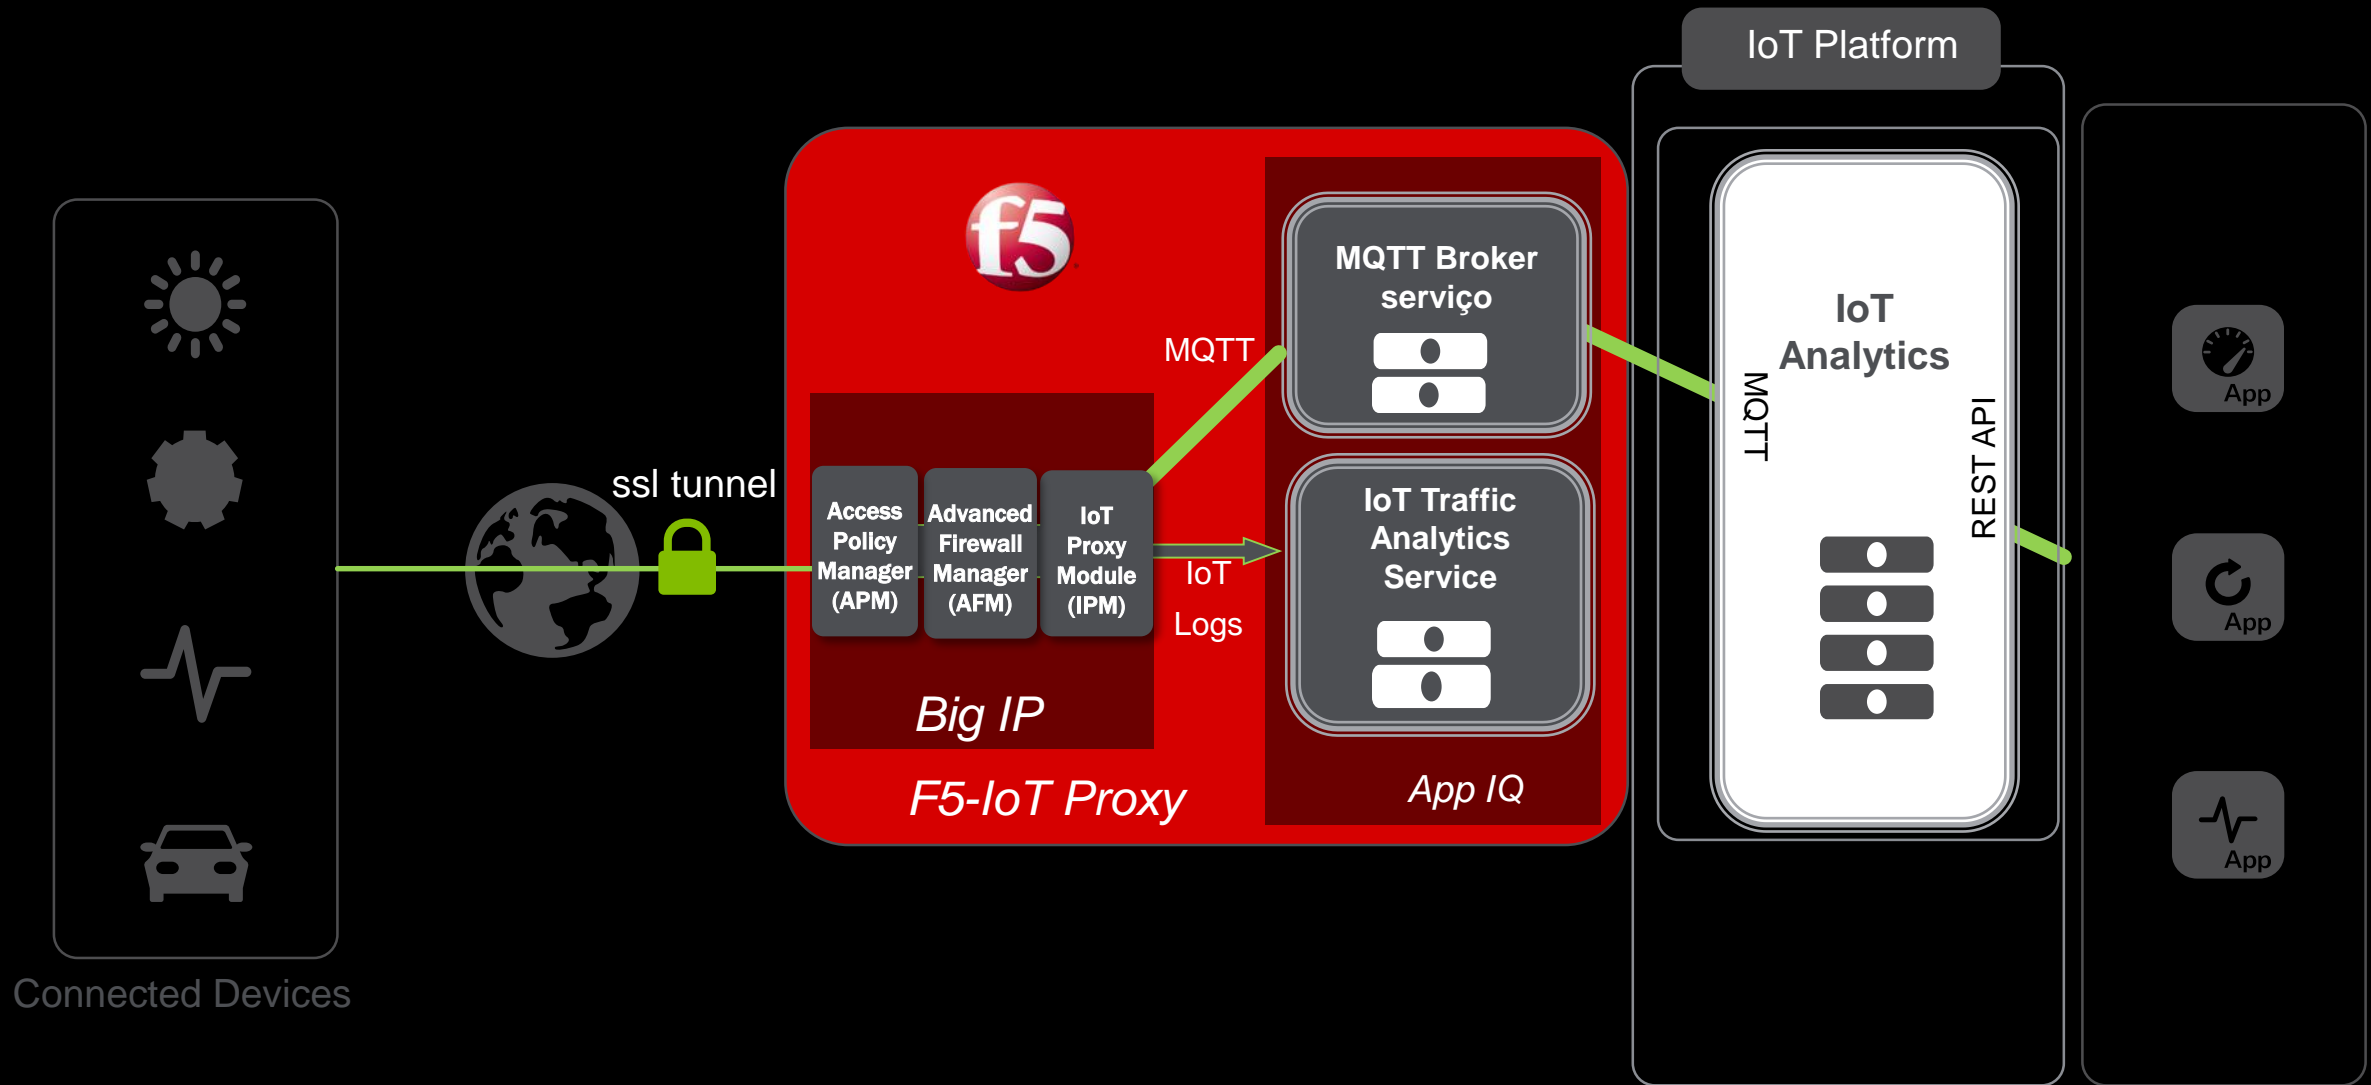 IoT Platform
f5
MQTT Broker
serviço
MQTT
IoT
Analytics
MQTT
REST API
App
ssl tunnel
Access
Policy
Manager
(APM)
Advanced
Firewall
Manager
(AFM)
IoT
Proxy
Module
(IPM)
IoT
Logs
IoT Traffic
Analytics
Service
App
Big IP
F5-IoT Proxy
App IQ
App
Connected Devices